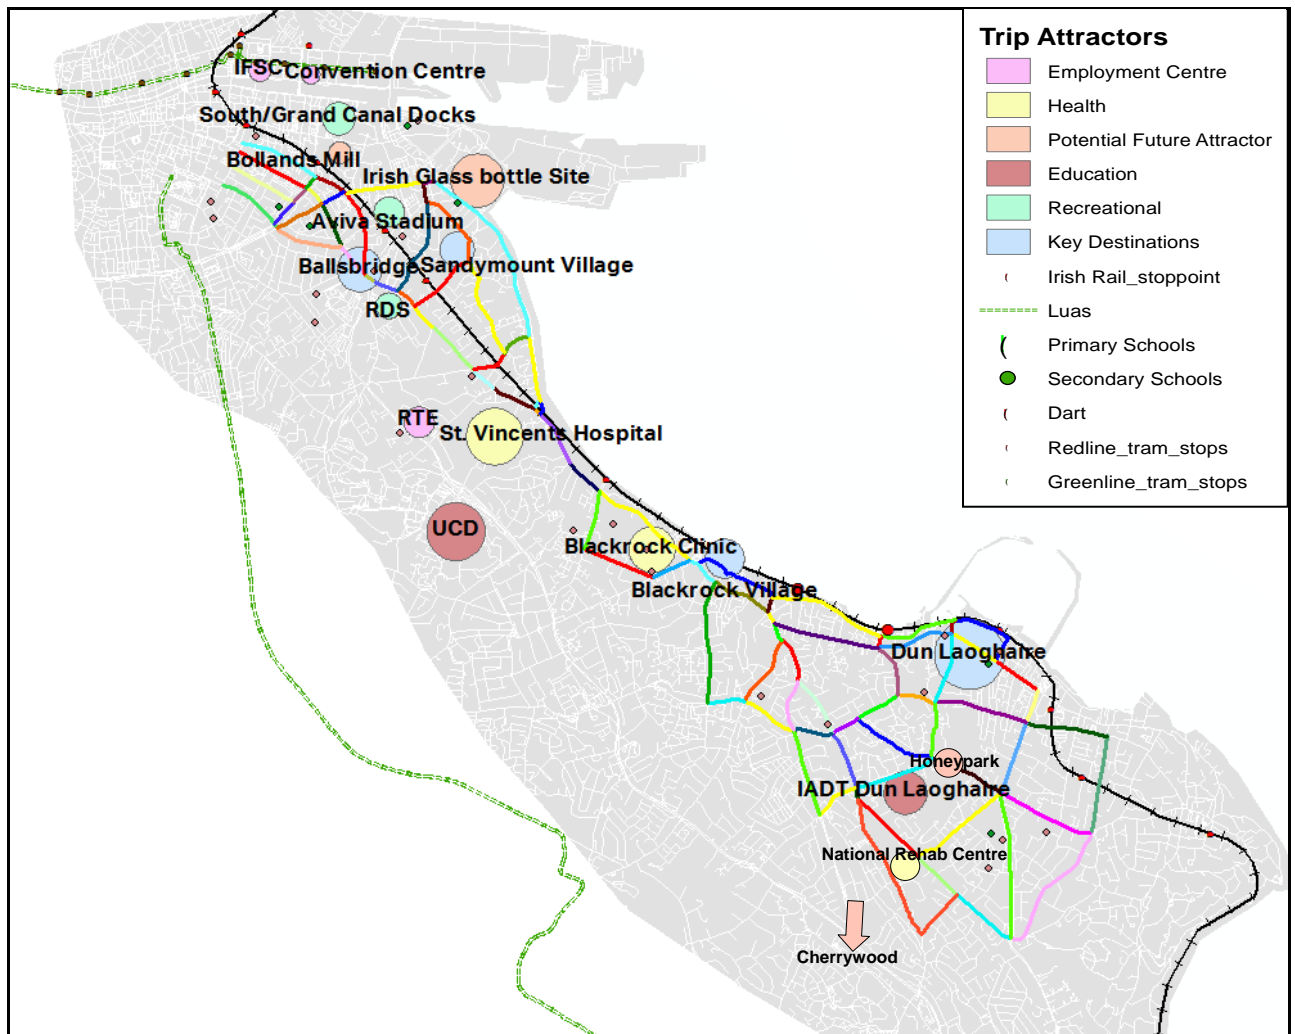 Trip Attractors
Employment Centre
Health
Potential Future Attractor
Education
Recreational
Key Destinations
Irish Rail_stoppoint
Luas
Primary Schools
Secondary Schools
Dart
Redline_tram_stops
Greenline_tram_stops
IFSC
Convention Centre
South/Grand Canal Docks
Bollands Mill
Irish Glass bottle Site
Aviva Stadium
Ballsbridge
Sandymount Village
RDS
RTE
St. Vincents Hospital
UCD
Blackrock Clinic
Blackrock Village
Dun Laoghaire
Honeypark
IADT Dun Laoghaire
National Rehab Centre
Cherrywood